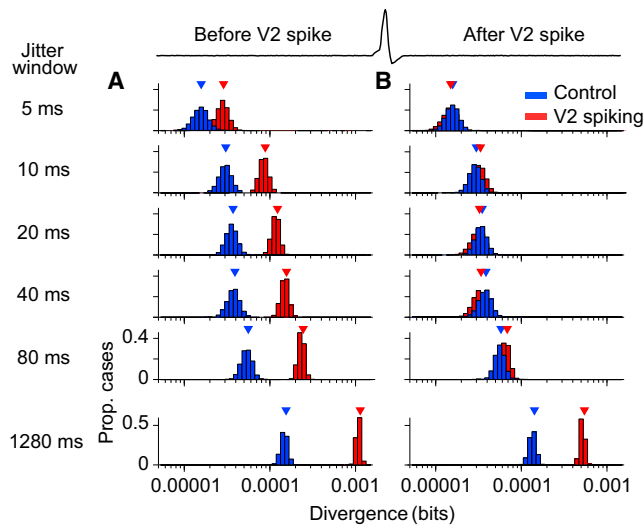 Before V2 spike
After V2 spike
Jitter
window
A
B
Control
V2 spiking
5 ms
10 ms
20 ms
40 ms
80 ms
1280 ms
Prop. cases
0.4
0
0.5
0
0.00001 0.0001 0.001
0.00001 0.0001 0.001
Divergence (bits)